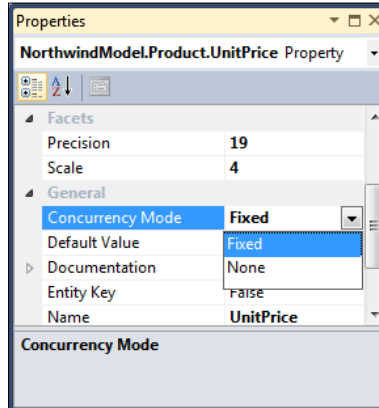 Properties
NorthwindModel.Product.UnitPrice Property
Facets
Precision 19
Scale 4
General
Concurrency Mode Fixed
Default Value Fixed
Documentation None
Entity Key False
Name UnitPrice
Concurrency Mode